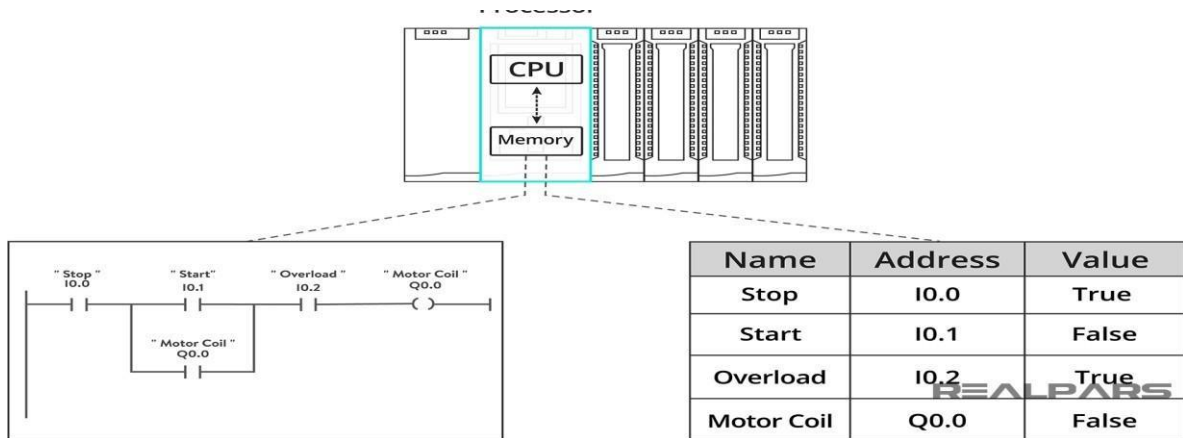 Processor
CPU
Memory
" Stop "
I0.0
" Start"
I0.1
" Overload "
I0.2
" Motor Coil "
Q0.0
" Motor Coil "
Q0.0
Name Address Value
Stop I0.0 True
Start I0.1 False
Overload I0.2 True
REALPARS
Motor Coil Q0.0 False